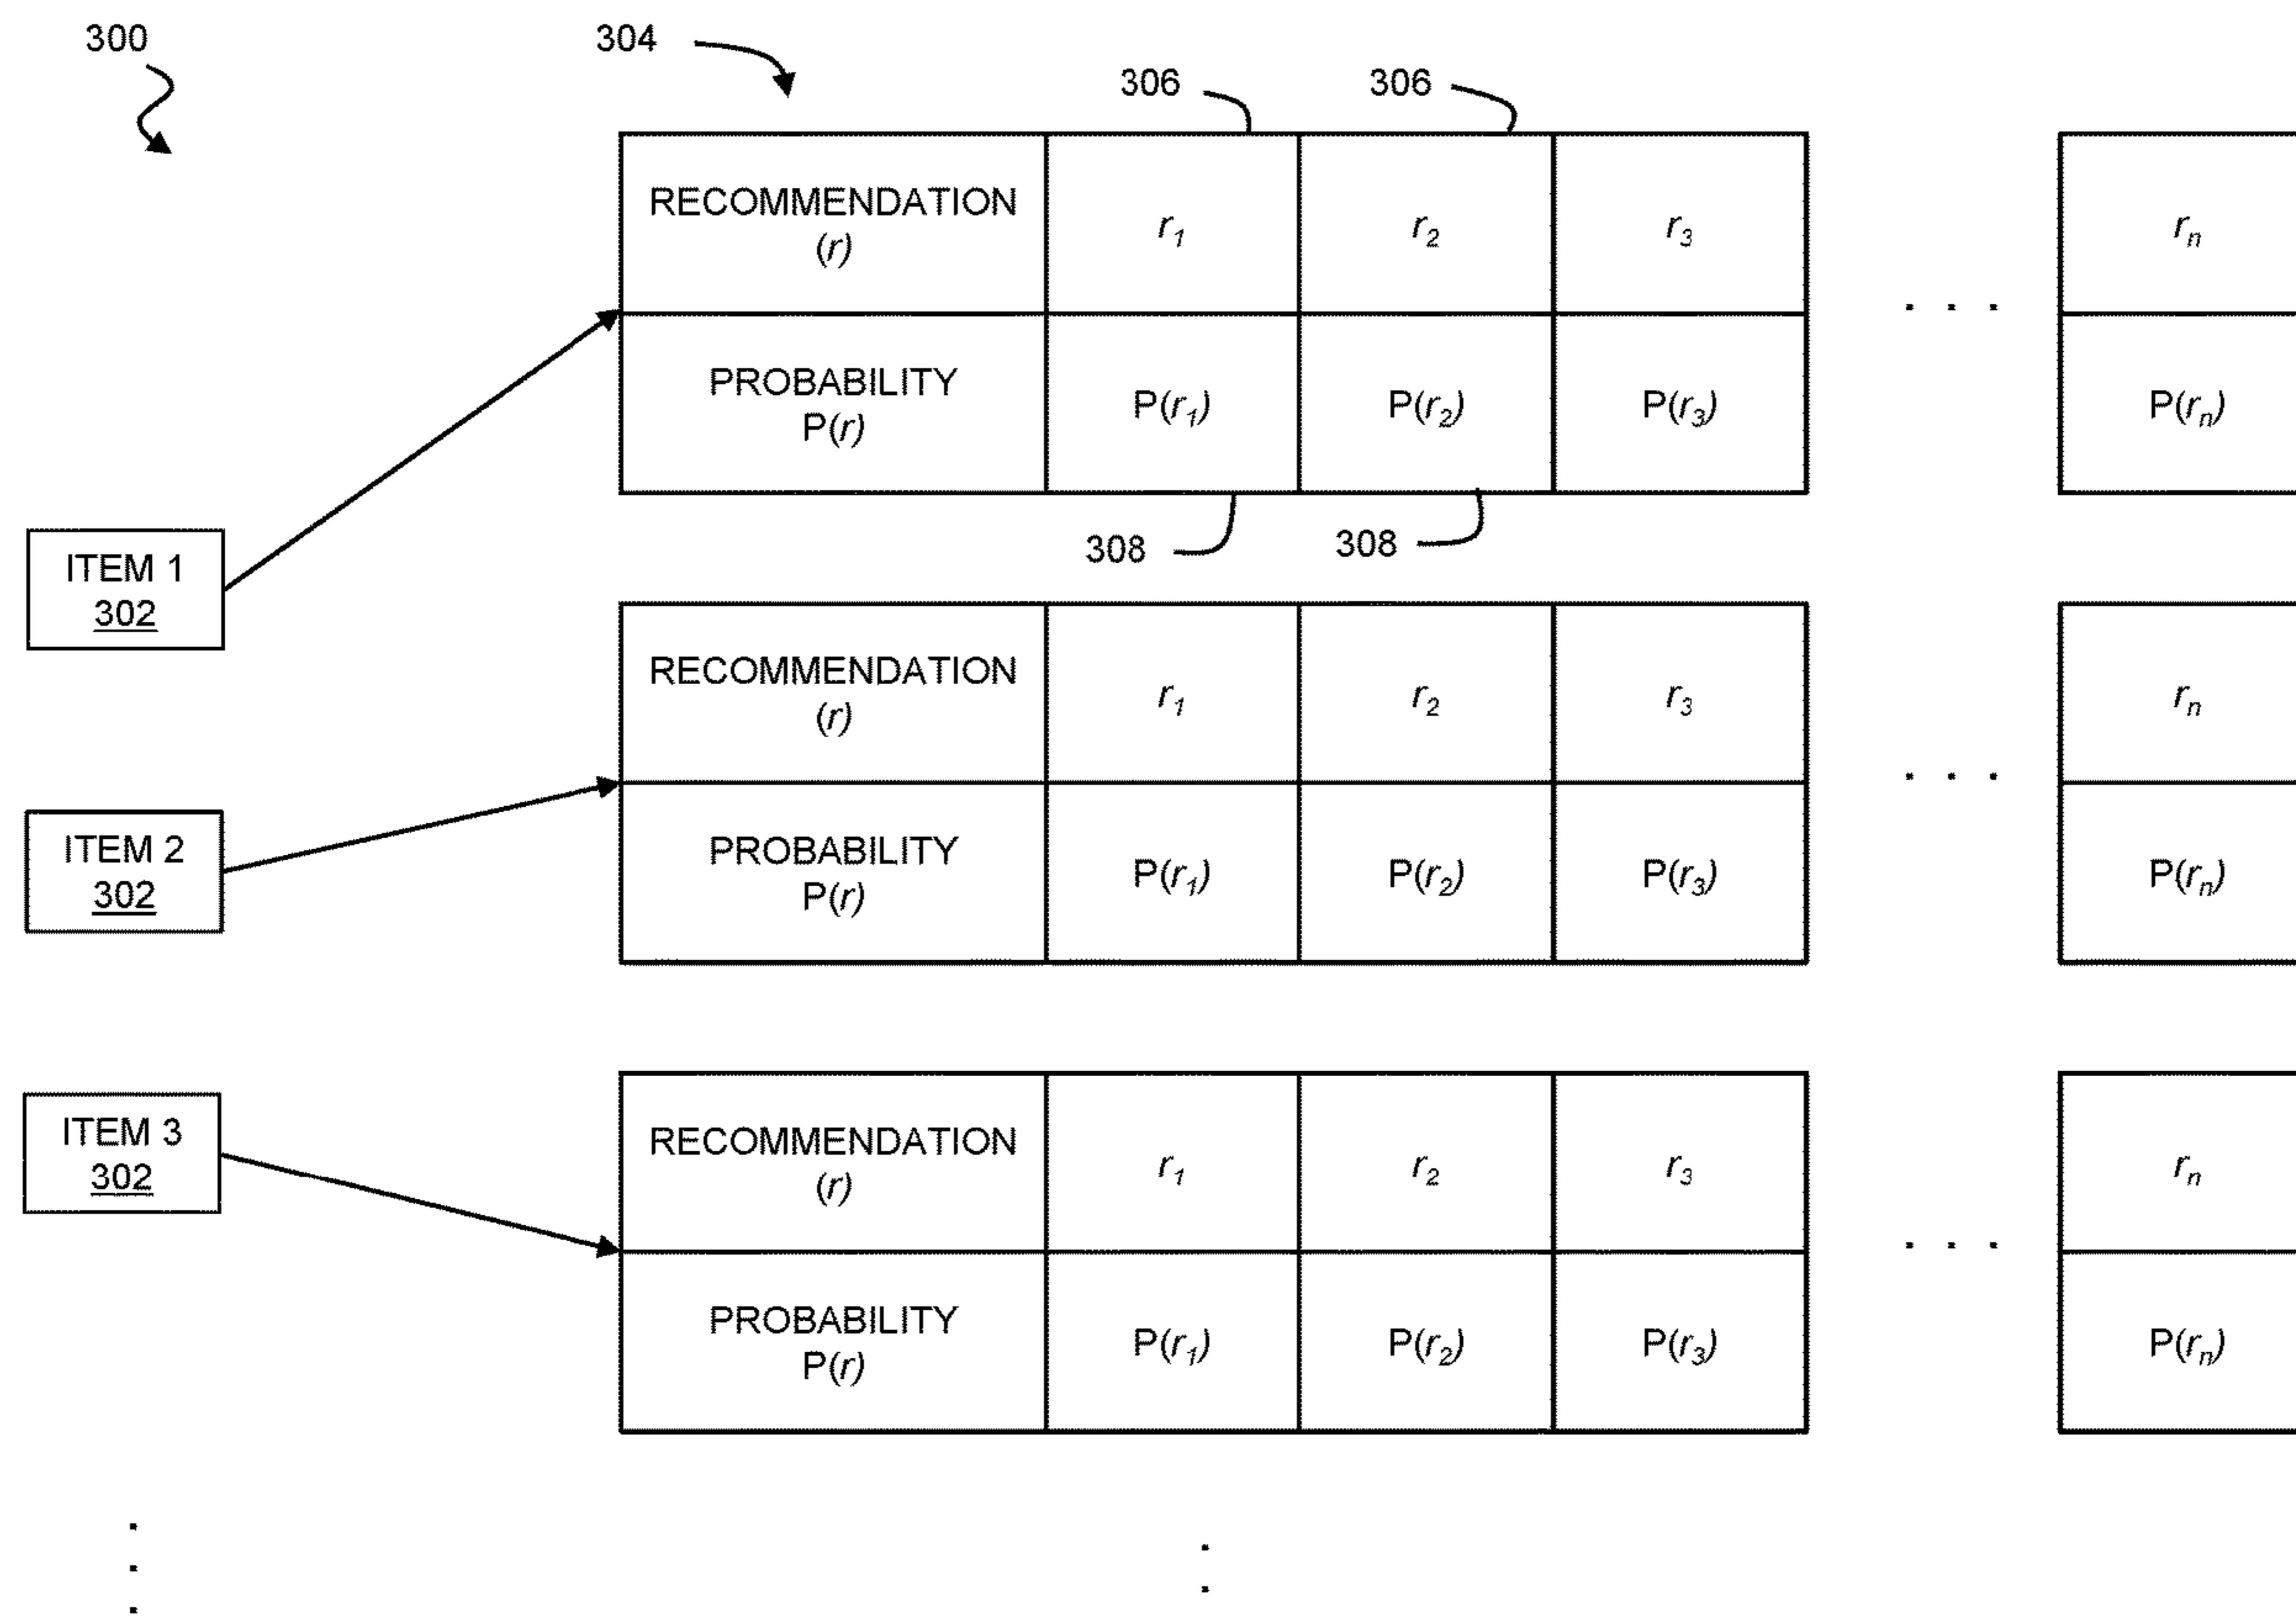 300
304
306
306
RECOMMENDATION
(r)
r1
r2
r3
. . .
rn
PROBABILITY
P(r)
P(r1)
P(r2)
P(r3)
P(rn)
308
308
ITEM 1
302
RECOMMENDATION
(r)
r1
r2
r3
. . .
rn
PROBABILITY
P(r)
P(r1)
P(r2)
P(r3)
P(rn)
ITEM 2
302
RECOMMENDATION
(r)
r1
r2
r3
. . .
rn
PROBABILITY
P(r)
P(r1)
P(r2)
P(r3)
P(rn)
ITEM 3
302